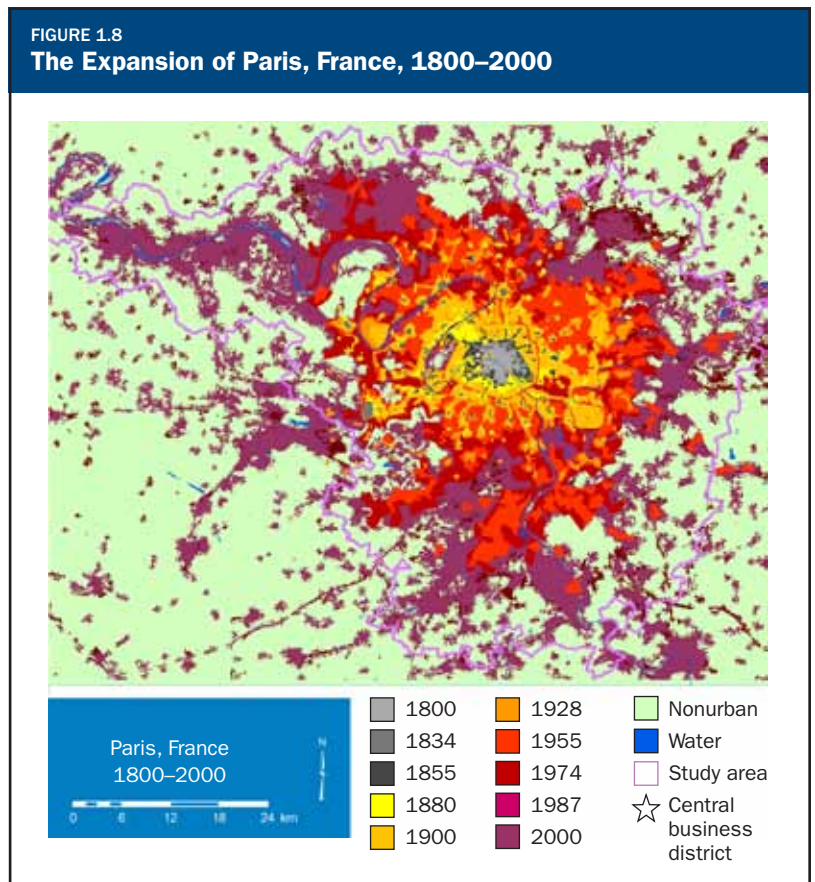 FIGURE 1.8
The Expansion of Paris, France, 1800–2000
Paris, France
1800–2000
N
0 6 12 18 24 km
1800
1834
1855
1880
1900
1928
1955
1974
1987
2000
Nonurban
Water
Study area
Central
business
district